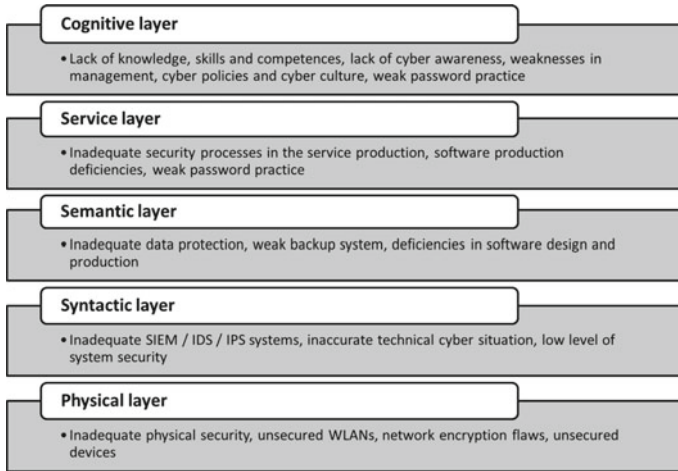 Cognitive layer
• Lack of knowledge, skills and competences, lack of cyber awareness, weaknesses in
management, cyber policies and cyber culture, weak password practice
Service layer
• Inadequate security processes in the service production, software production
deficiencies, weak password practice
Semantic layer
• Inadequate data protection, weak backup system, deficiencies in software design and
production
Syntactic layer
• Inadequate SIEM / IDS / IPS systems, inaccurate technical cyber situation, low level of
system security
Physical layer
• Inadequate physical security, unsecured WLANs, network encryption flaws, unsecured
devices